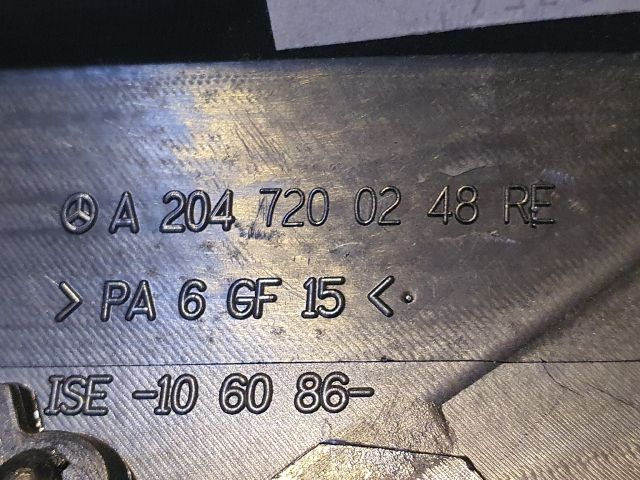 A 204 720 02 48 RE
> PA 6 GF 15 <
ISE -10 60 86-